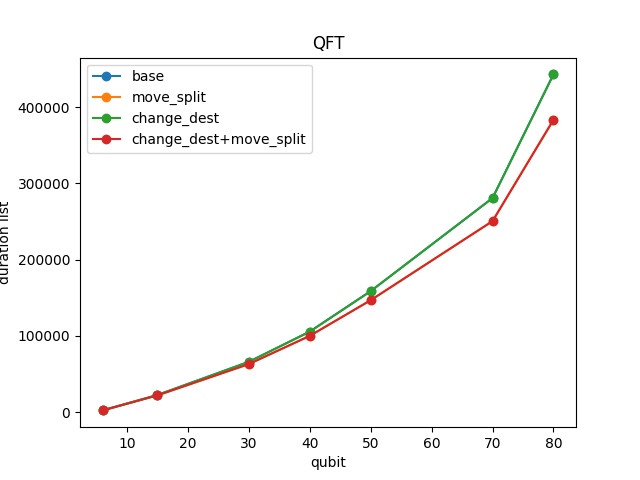 QFT
base
move_split
change_dest
change_dest+move_split
400000
300000
200000
100000
0
duration list
10 20 30 40 50 60 70 80
qubit